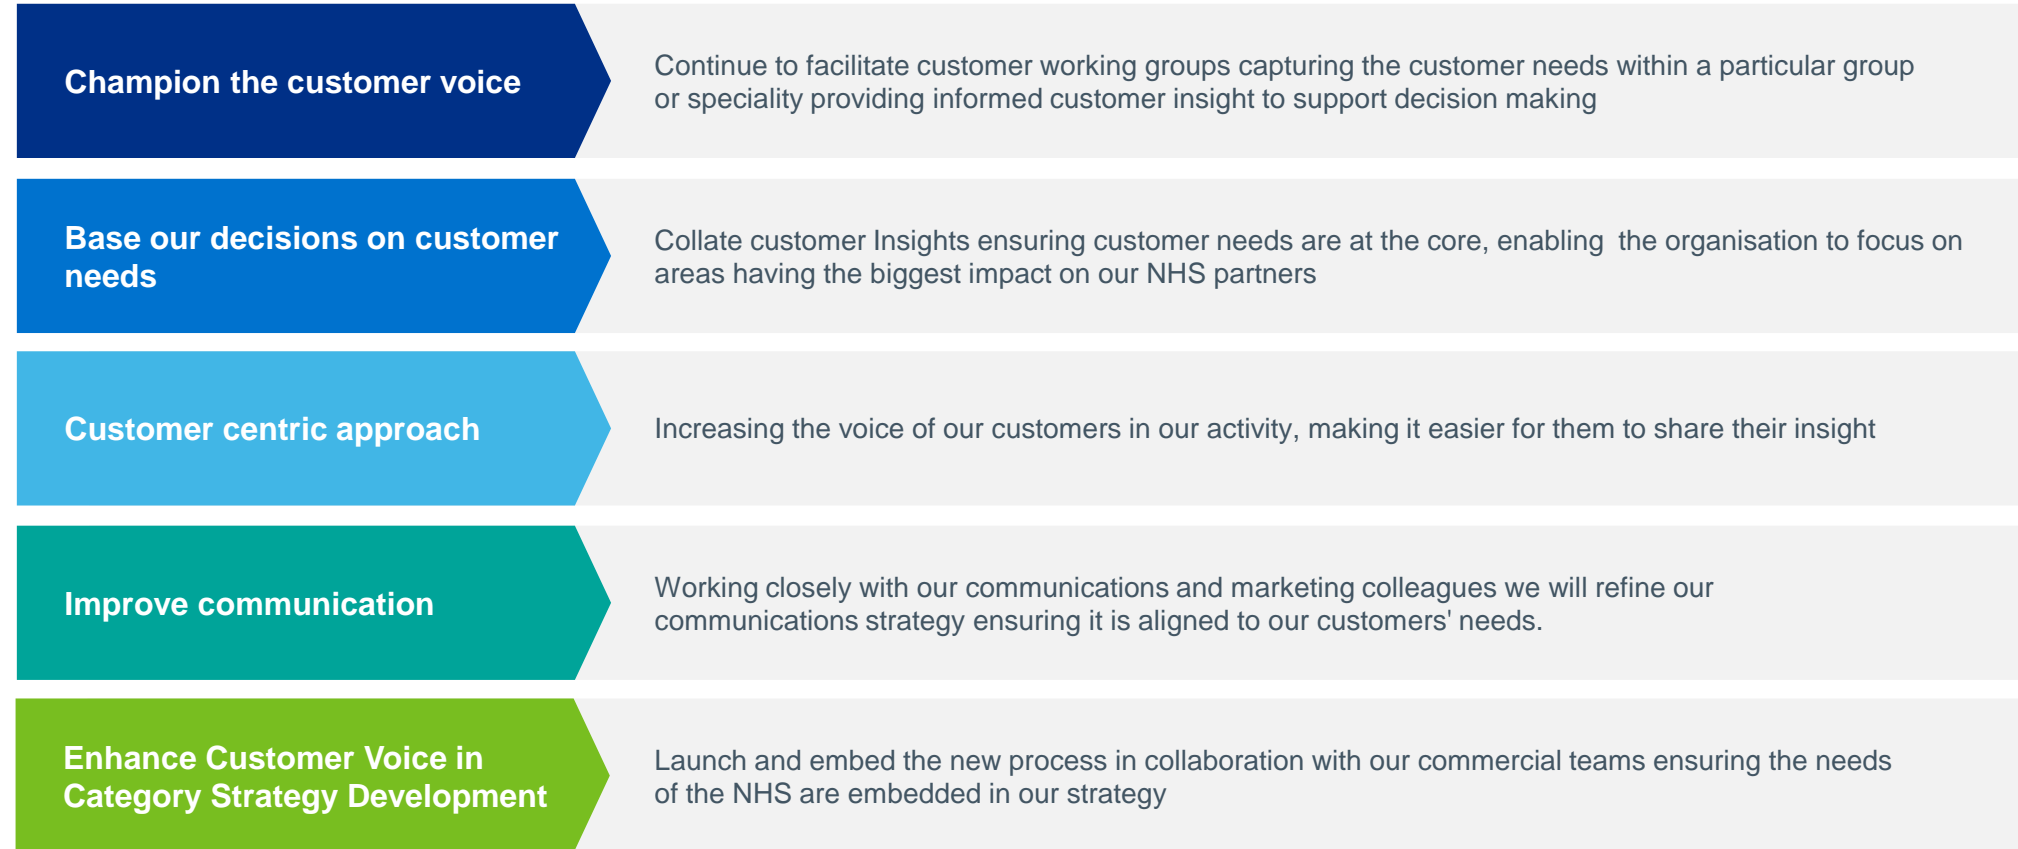 Champion the customer voice
Continue to facilitate customer working groups capturing the customer needs within a particular group
or speciality providing informed customer insight to support decision making
Base our decisions on customer
needs
Collate customer Insights ensuring customer needs are at the core, enabling  the organisation to focus on
areas having the biggest impact on our NHS partners
Customer centric approach
Increasing the voice of our customers in our activity, making it easier for them to share their insight
Improve communication
Working closely with our communications and marketing colleagues we will refine our
communications strategy ensuring it is aligned to our customers' needs.
Enhance Customer Voice in
Category Strategy Development
Launch and embed the new process in collaboration with our commercial teams ensuring the needs
of the NHS are embedded in our strategy